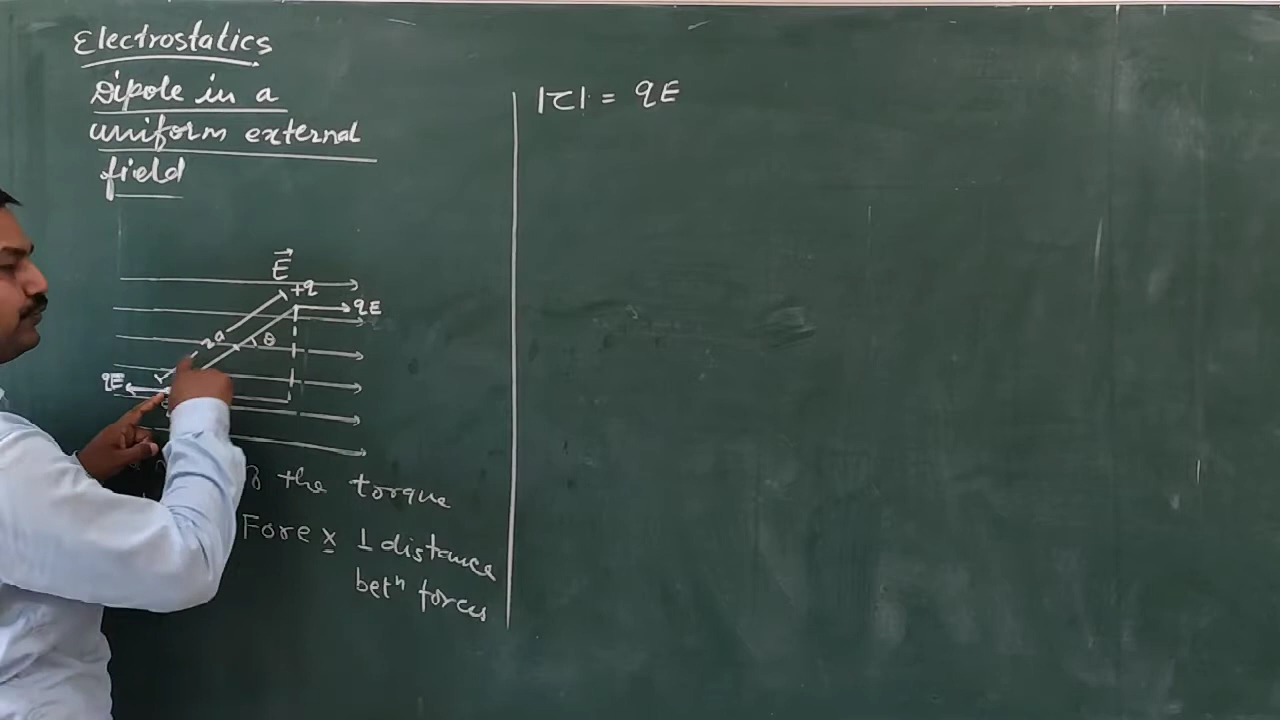 Electrostatics
Dipole in a
uniform external
field
E
+q
qE
2a
θ
qE
the torque
Fore x ⊥ distance
betⁿ forces
|τ| = qE